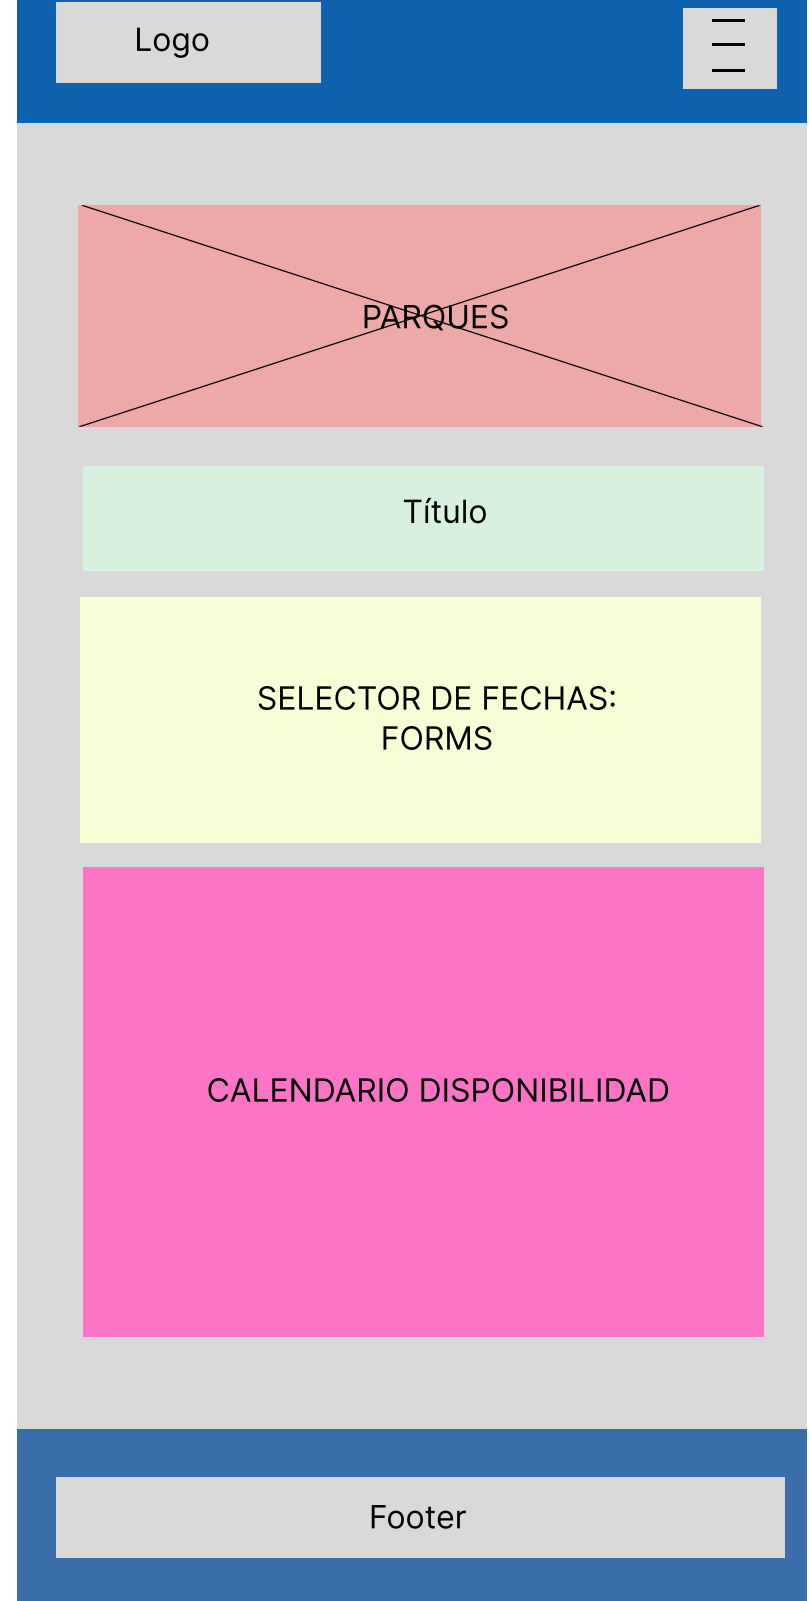 Logo
PARQUES
Título
SELECTOR DE FECHAS:
FORMS
CALENDARIO DISPONIBILIDAD
Footer